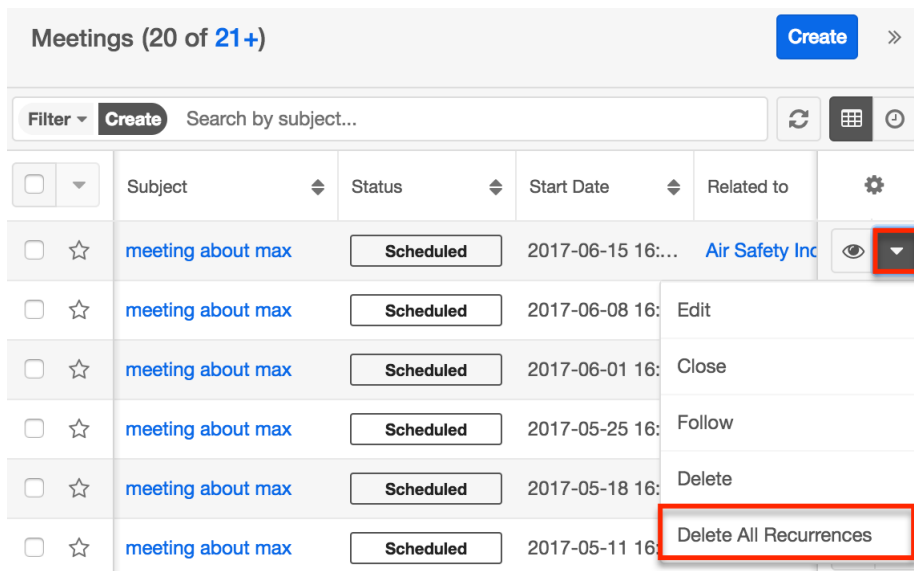 Meetings (20 of 21+)
Create
Filter Create Search by subject...
Subject Status Start Date Related to
meeting about max Scheduled 2017-06-15 16:... Air Safety Inc
meeting about max Scheduled 2017-06-08 16: Edit
meeting about max Scheduled 2017-06-01 16: Close
meeting about max Scheduled 2017-05-25 16: Follow
meeting about max Scheduled 2017-05-18 16: Delete
meeting about max Scheduled 2017-05-11 16: Delete All Recurrences